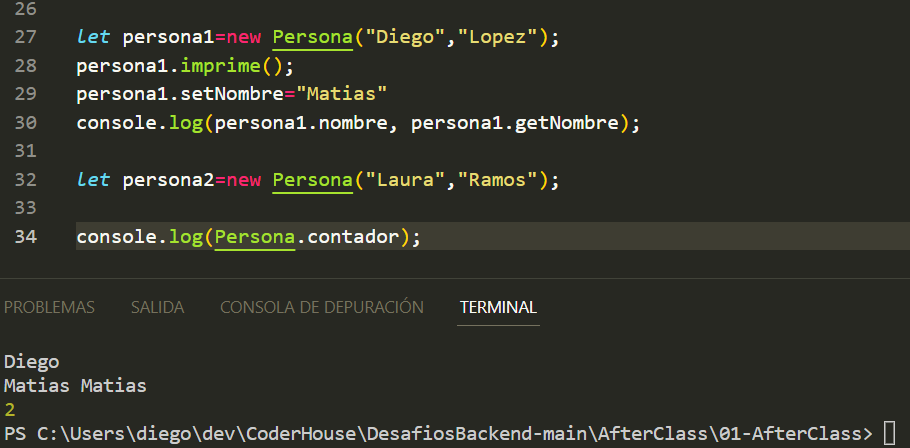 26
27 let persona1=new Persona("Diego","Lopez");
28 persona1.imprime();
29 persona1.setNombre="Matias"
30 console.log(persona1.nombre, persona1.getNombre);
31
32 let persona2=new Persona("Laura","Ramos");
33
34 console.log(Persona.contador);
PROBLEMAS SALIDA CONSOLA DE DEPURACIÓN TERMINAL
Diego
Matias Matias
2
PS C:\Users\diego\dev\CoderHouse\DesafiosBackend-main\AfterClass\01-AfterClass>